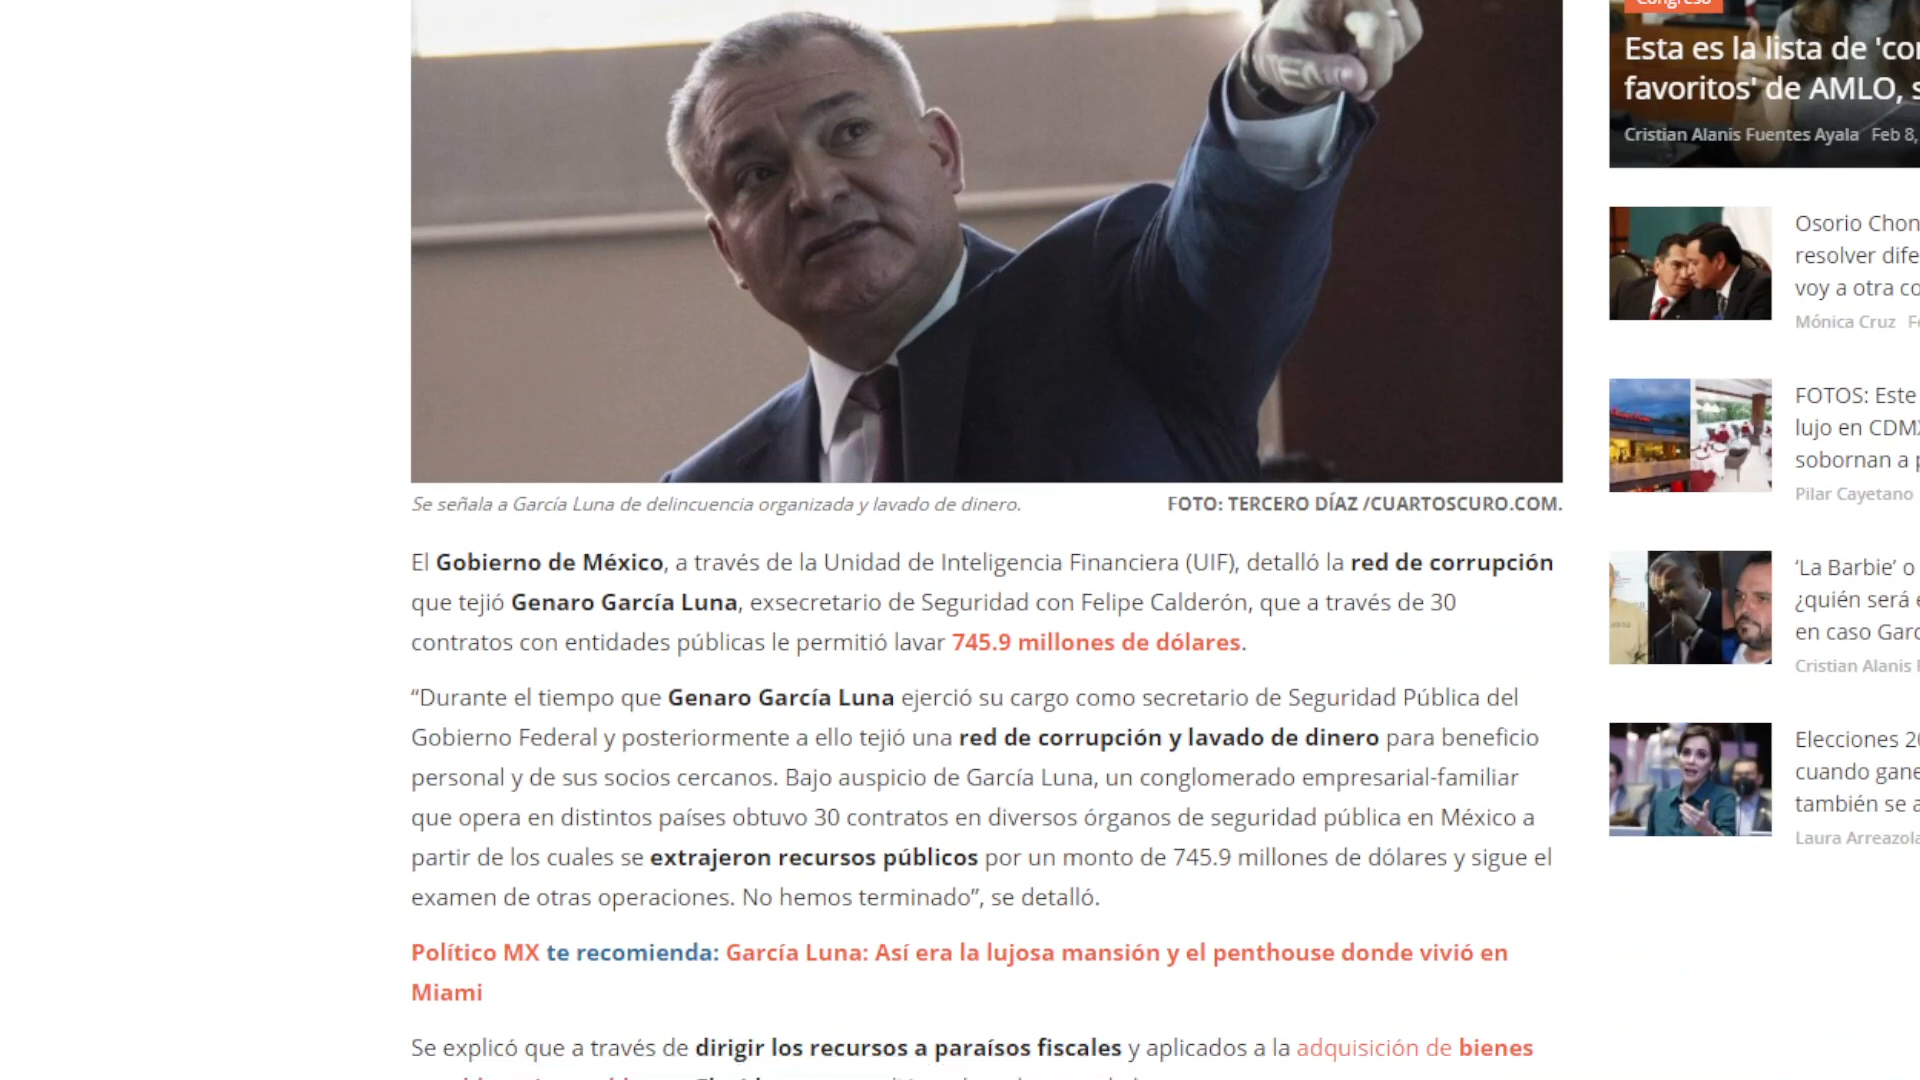 Se señala a García Luna de delincuencia organizada y lavado de dinero.
FOTO: TERCERO DÍAZ /CUARTOSCURO.COM.
El Gobierno de México, a través de la Unidad de Inteligencia Financiera (UIF), detalló la red de corrupción
que tejió Genaro García Luna, exsecretario de Seguridad con Felipe Calderón, que a través de 30
contratos con entidades públicas le permitió lavar 745.9 millones de dólares.
“Durante el tiempo que Genaro García Luna ejerció su cargo como secretario de Seguridad Pública del
Gobierno Federal y posteriormente a ello tejió una red de corrupción y lavado de dinero para beneficio
personal y de sus socios cercanos. Bajo auspicio de García Luna, un conglomerado empresarial-familiar
que opera en distintos países obtuvo 30 contratos en diversos órganos de seguridad pública en México a
partir de los cuales se extrajeron recursos públicos por un monto de 745.9 millones de dólares y sigue el
examen de otras operaciones. No hemos terminado”, se detalló.
Político MX te recomienda: García Luna: Así era la lujosa mansión y el penthouse donde vivió en
Miami
Se explicó que a través de dirigir los recursos a paraísos fiscales y aplicados a la adquisición de bienes
Congreso
Esta es la lista de 'co
favoritos' de AMLO, s
Cristian Alanis Fuentes Ayala Feb 8,
Osorio Chon
resolver dife
voy a otra co
Mónica Cruz Fe
FOTOS: Este
lujo en CDMX
sobornan a p
Pilar Cayetano
‘La Barbie’ o
¿quién será e
en caso Garc
Cristian Alanis F
Elecciones 20
cuando gane
también se a
Laura Arreazola